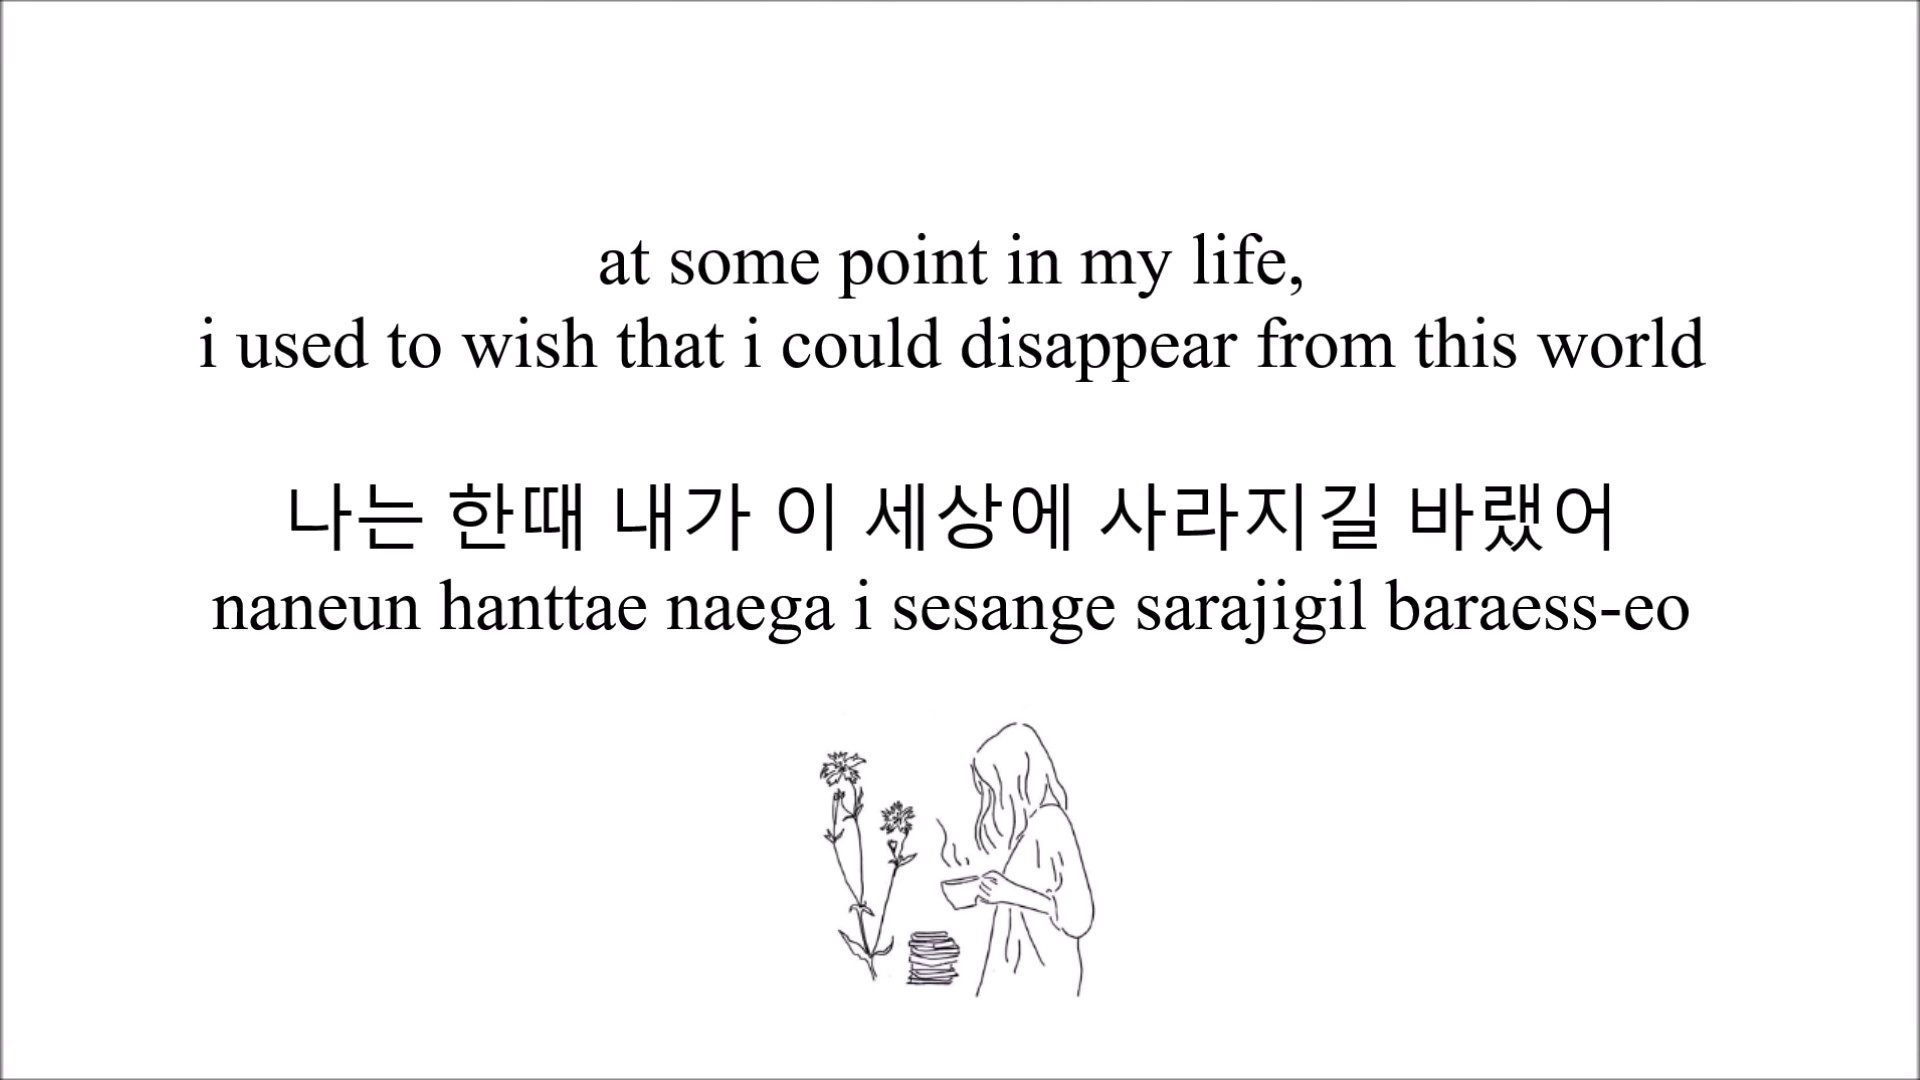 at some point in my life,
i used to wish that i could disappear from this world
나는 한때 내가 이 세상에 사라지길 바랬어
naneun hanttae naega i sesange sarajigil baraess-eo